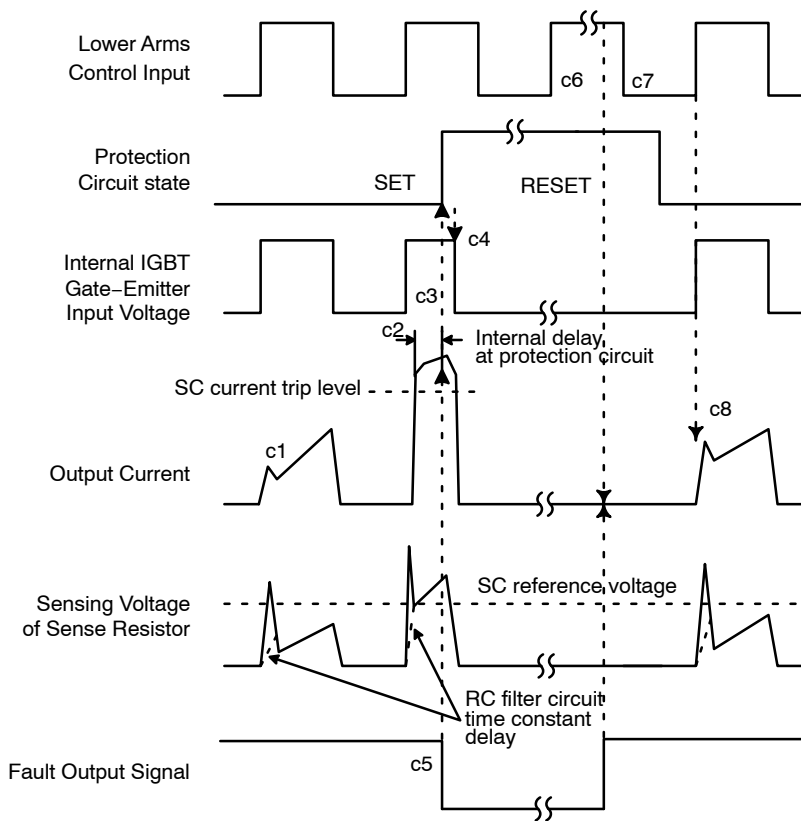 Lower Arms
Control Input
c6
c7
Protection
Circuit state
SET
RESET
Internal IGBT
Gate−Emitter
Input Voltage
c4
c3
c2
Internal delay
at protection circuit
SC current trip level
c8
c1
Output Current
SC reference voltage
Sensing Voltage
of Sense Resistor
RC filter circuit
time constant
delay
c5
Fault Output Signal